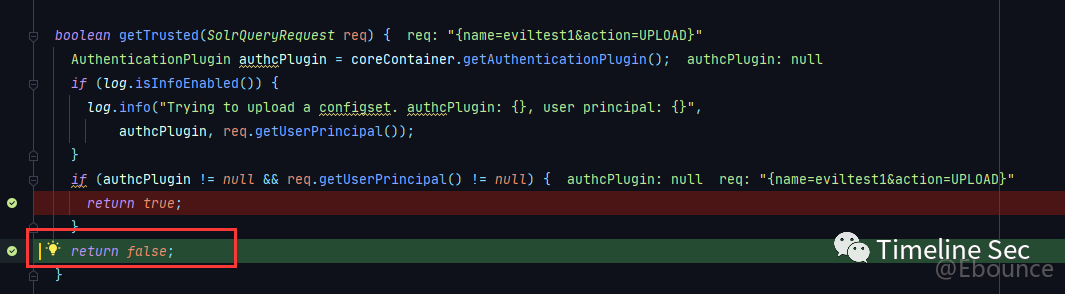 boolean getTrusted(SolrQueryRequest req) {  req: "{name=eviltest1&action=UPLOAD}"
AuthenticationPlugin authcPlugin = coreContainer.getAuthenticationPlugin();  authcPlugin: null
if (log.isInfoEnabled()) {
log.info("Trying to upload a configset. authcPlugin: {}, user principal: {}",
authcPlugin, req.getUserPrincipal());
}
if (authcPlugin != null && req.getUserPrincipal() != null) {  authcPlugin: null  req: "{name=eviltest1&action=UPLOAD}"
return true;
}
return false;
}
Timeline Sec
@Ebounce